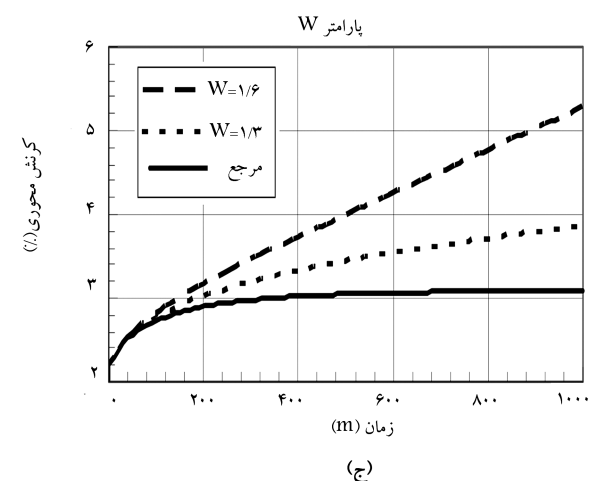 پارامتر W
۶
W=۱/۶
W=۱/۳
مرجع
۵
کرنش محوری(٪)
۴
۳
۲
۰ ۲۰۰ ۴۰۰ ۶۰۰ ۸۰۰ ۱۰۰۰
زمان (m)
(ج)